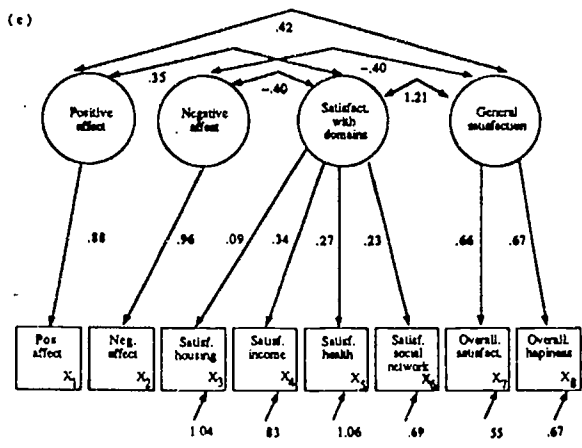 (c)
.42
.35
-.40
-.40
1.21
Positive
affect
Negative
affect
Satisfact.
with
domains
General
satisfaction
.88
.96
.09
.34
.27
.23
.66
.67
Pos
affect
X1
Neg.
effect
X2
Satisf.
housing
X3
Satisf.
income
X4
Satisf.
health
X5
Satisf.
social
network
X6
Overall.
satisfact.
X7
Overall.
hapiness
X8
1 04
83
1.06
.69
55
.67